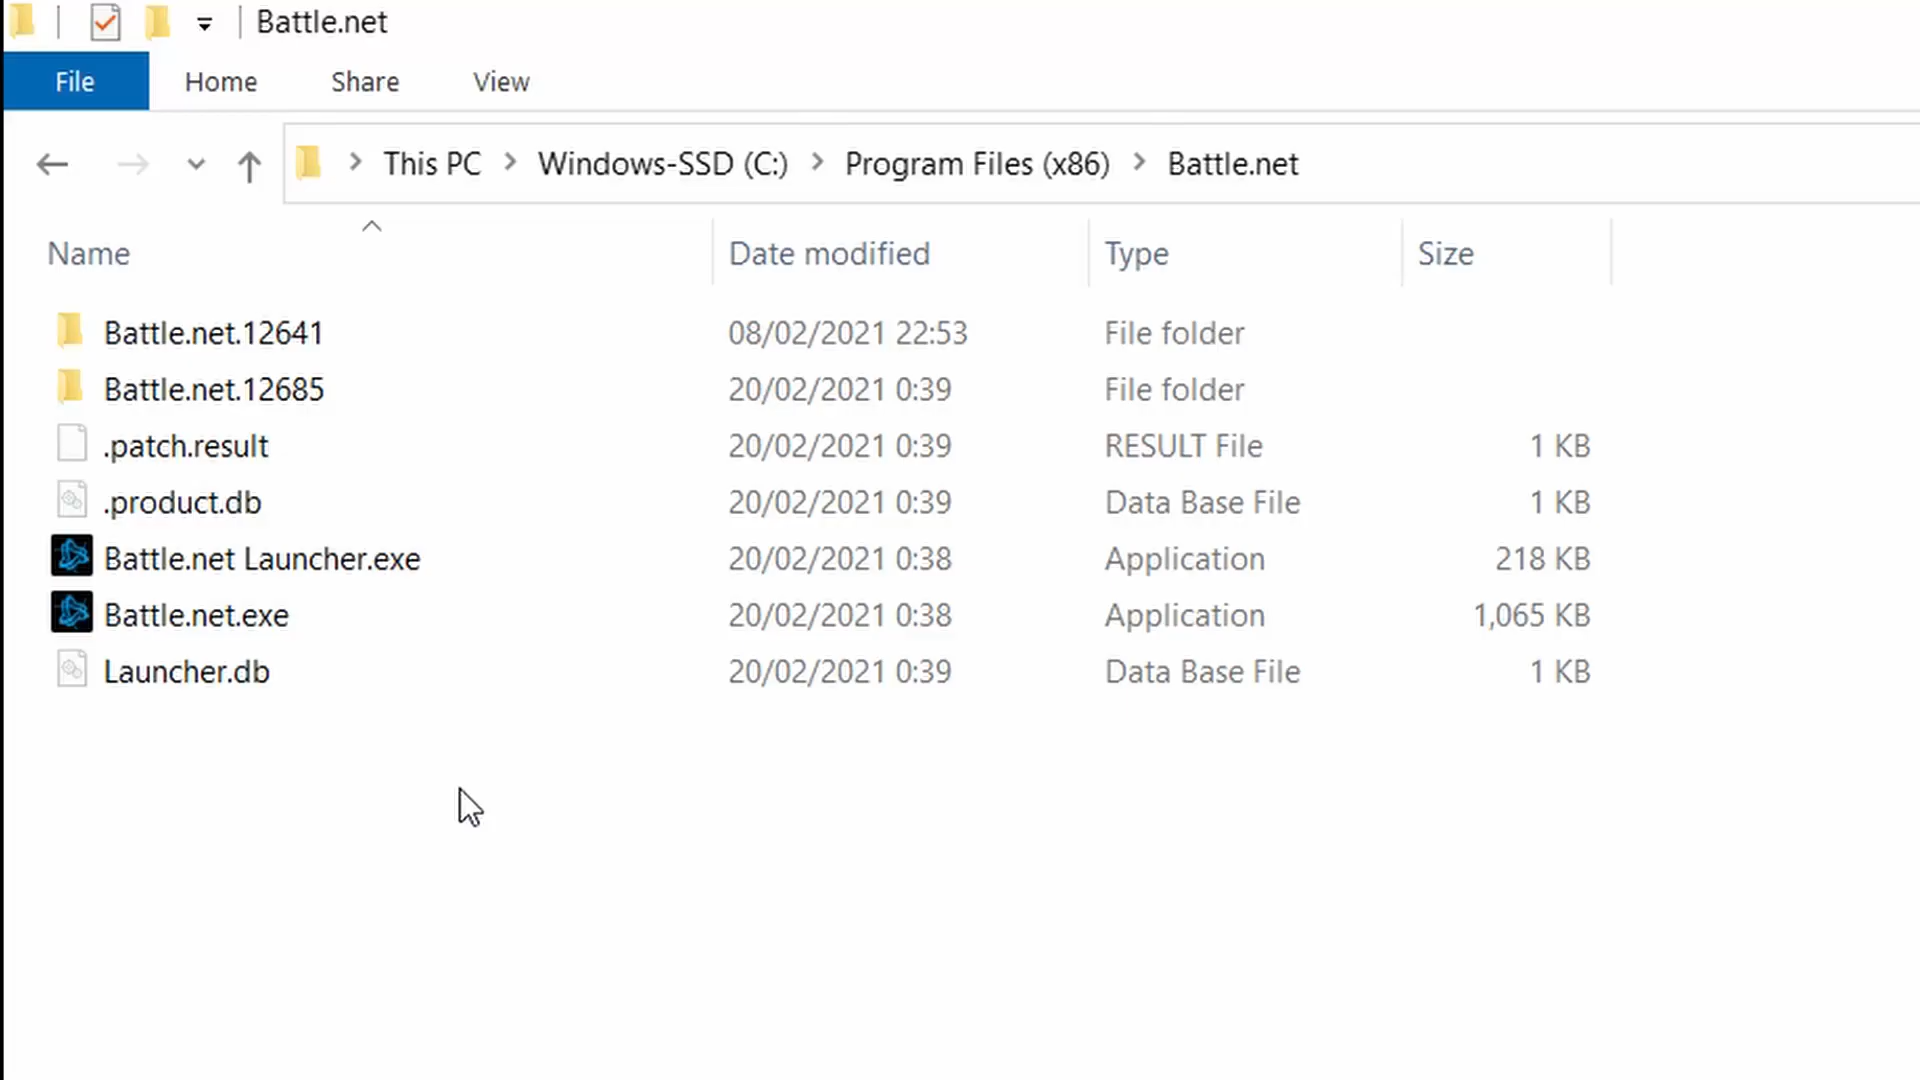 Battle.net
File Home Share View
This PC Windows-SSD (C:) Program Files (x86) Battle.net
Name Date modified Type Size
Battle.net.12641 08/02/2021 22:53 File folder
Battle.net.12685 20/02/2021 0:39 File folder
.patch.result 20/02/2021 0:39 RESULT File 1 KB
.product.db 20/02/2021 0:39 Data Base File 1 KB
Battle.net Launcher.exe 20/02/2021 0:38 Application 218 KB
Battle.net.exe 20/02/2021 0:38 Application 1,065 KB
Launcher.db 20/02/2021 0:39 Data Base File 1 KB